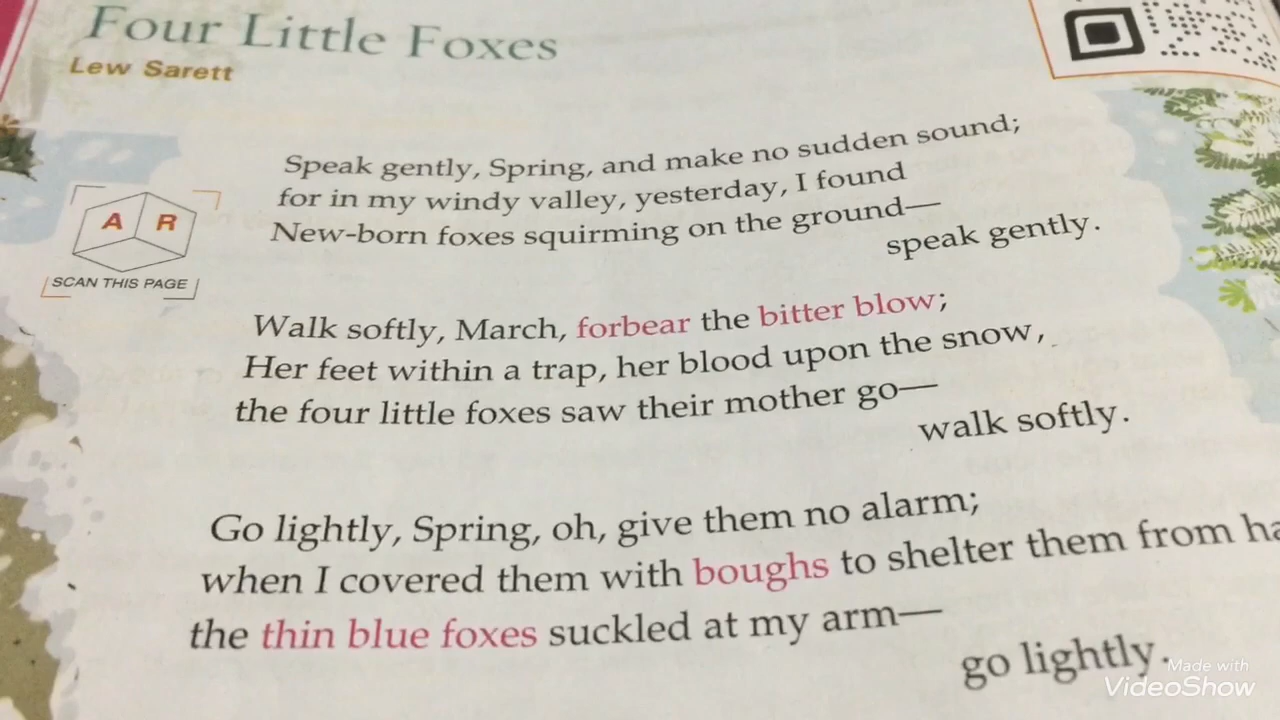 Four Little Foxes
Lew Sarett
Speak gently, Spring, and make no sudden sound;
for in my windy valley, yesterday, I found
New-born foxes squirming on the ground—
speak gently.
A R
SCAN THIS PAGE
Walk softly, March, forbear the bitter blow;
Her feet within a trap, her blood upon the snow,
the four little foxes saw their mother go—
walk softly.
Go lightly, Spring, oh, give them no alarm;
when I covered them with boughs to shelter them from
the thin blue foxes suckled at my arm—
go lightly.
Made with
VideoShow